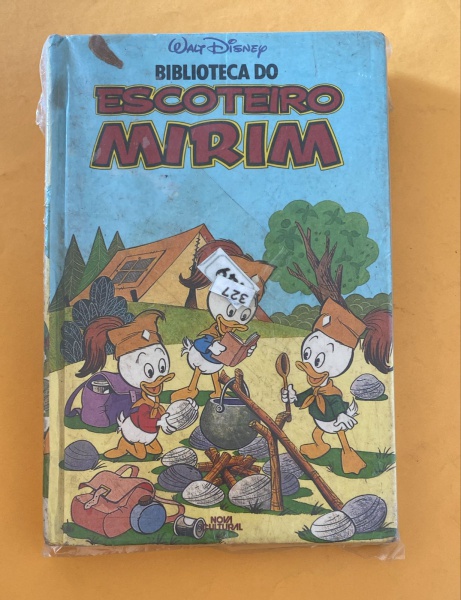 WALT DISNEY
BIBLIOTECA DO
ESCOTEIRO
MIRIM
327
NOVA
CULTURAL